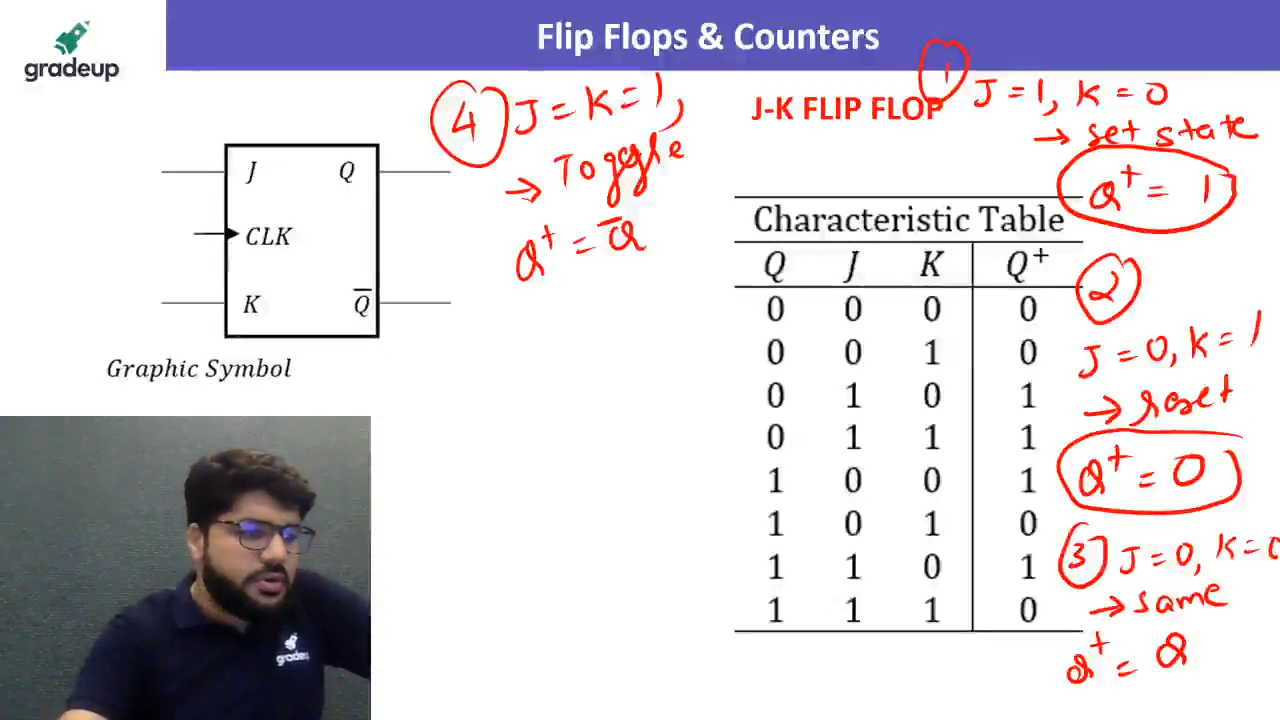 Flip Flops & Counters
gradeup
J-K FLIP FLOP
1 J = 1, K = 0
→ set state
Q+ = 1
4 J = K = 1,
→ Toggle
Q+ = Q̅
J Q
CLK
K Q̅
Graphic Symbol
Characteristic Table
Q J K Q+
0 0 0 0
0 0 1 0
0 1 0 1
0 1 1 1
1 0 0 1
1 0 1 0
1 1 0 1
1 1 1 0
2
J = 0, K = 1
→ reset
Q+ = 0
3 J = 0, K = 0
→ same
Q+ = Q
gradeup